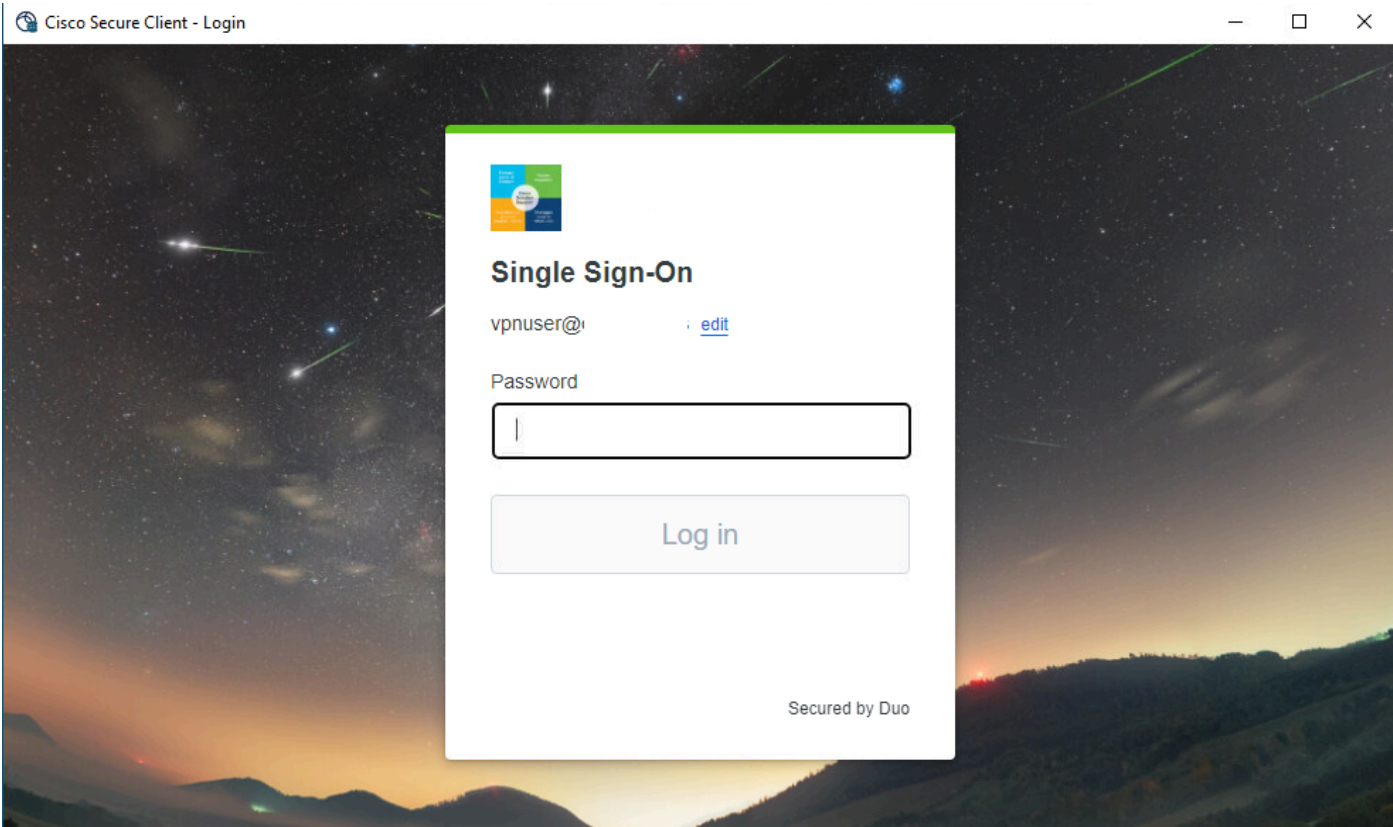 Cisco Secure Client - Login
Single Sign-On
vpnuser@ edit
Password
Log in
Secured by Duo